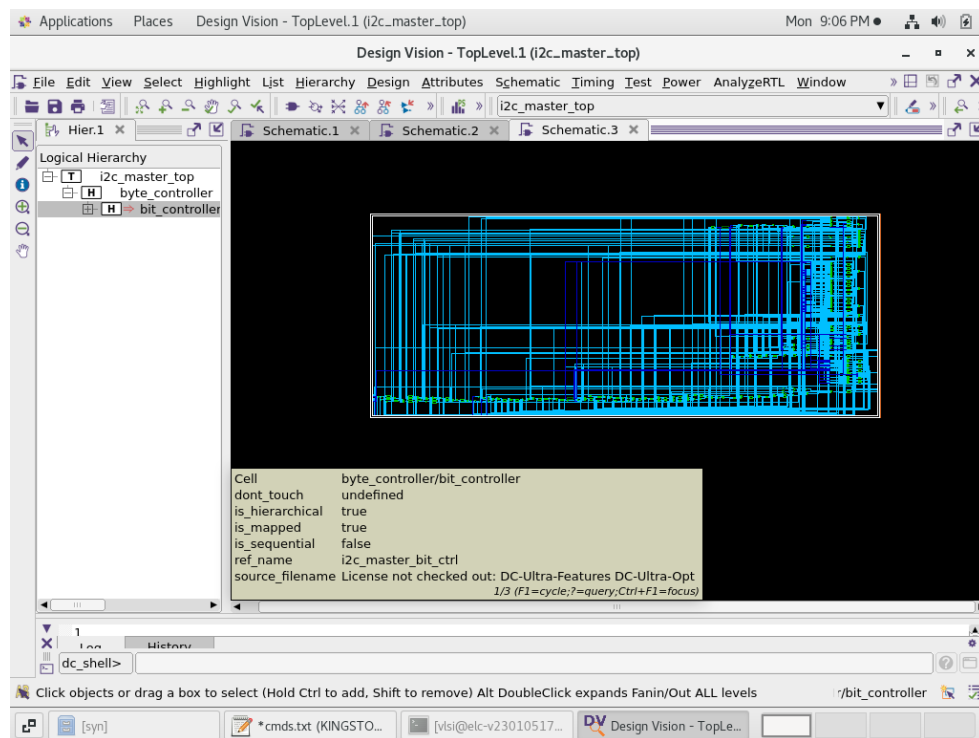 Applications Places Design Vision - TopLevel.1 (i2c_master_top) Mon 9:06 PM
Design Vision - TopLevel.1 (i2c_master_top)
File Edit View Select Highlight List Hierarchy Design Attributes Schematic Timing Test Power AnalyzeRTL Window »
» » i2c_master_top »
Hier.1 Schematic.1 Schematic.2 Schematic.3
Logical Hierarchy
T i2c_master_top
H byte_controller
H bit_controller
Cell byte_controller/bit_controller
dont_touch undefined
is_hierarchical true
is_mapped true
is_sequential false
ref_name i2c_master_bit_ctrl
source_filename License not checked out: DC-Ultra-Features DC-Ultra-Opt
1/3 (F1=cycle;?=query;Ctrl+F1=focus)
1
Log History
dc_shell>
Click objects or drag a box to select (Hold Ctrl to add, Shift to remove) Alt DoubleClick expands Fanin/Out ALL levels r/bit_controller
[syn] *cmds.txt (KINGSTO... [vlsi@elc-v23010517... DV Design Vision - TopLe...